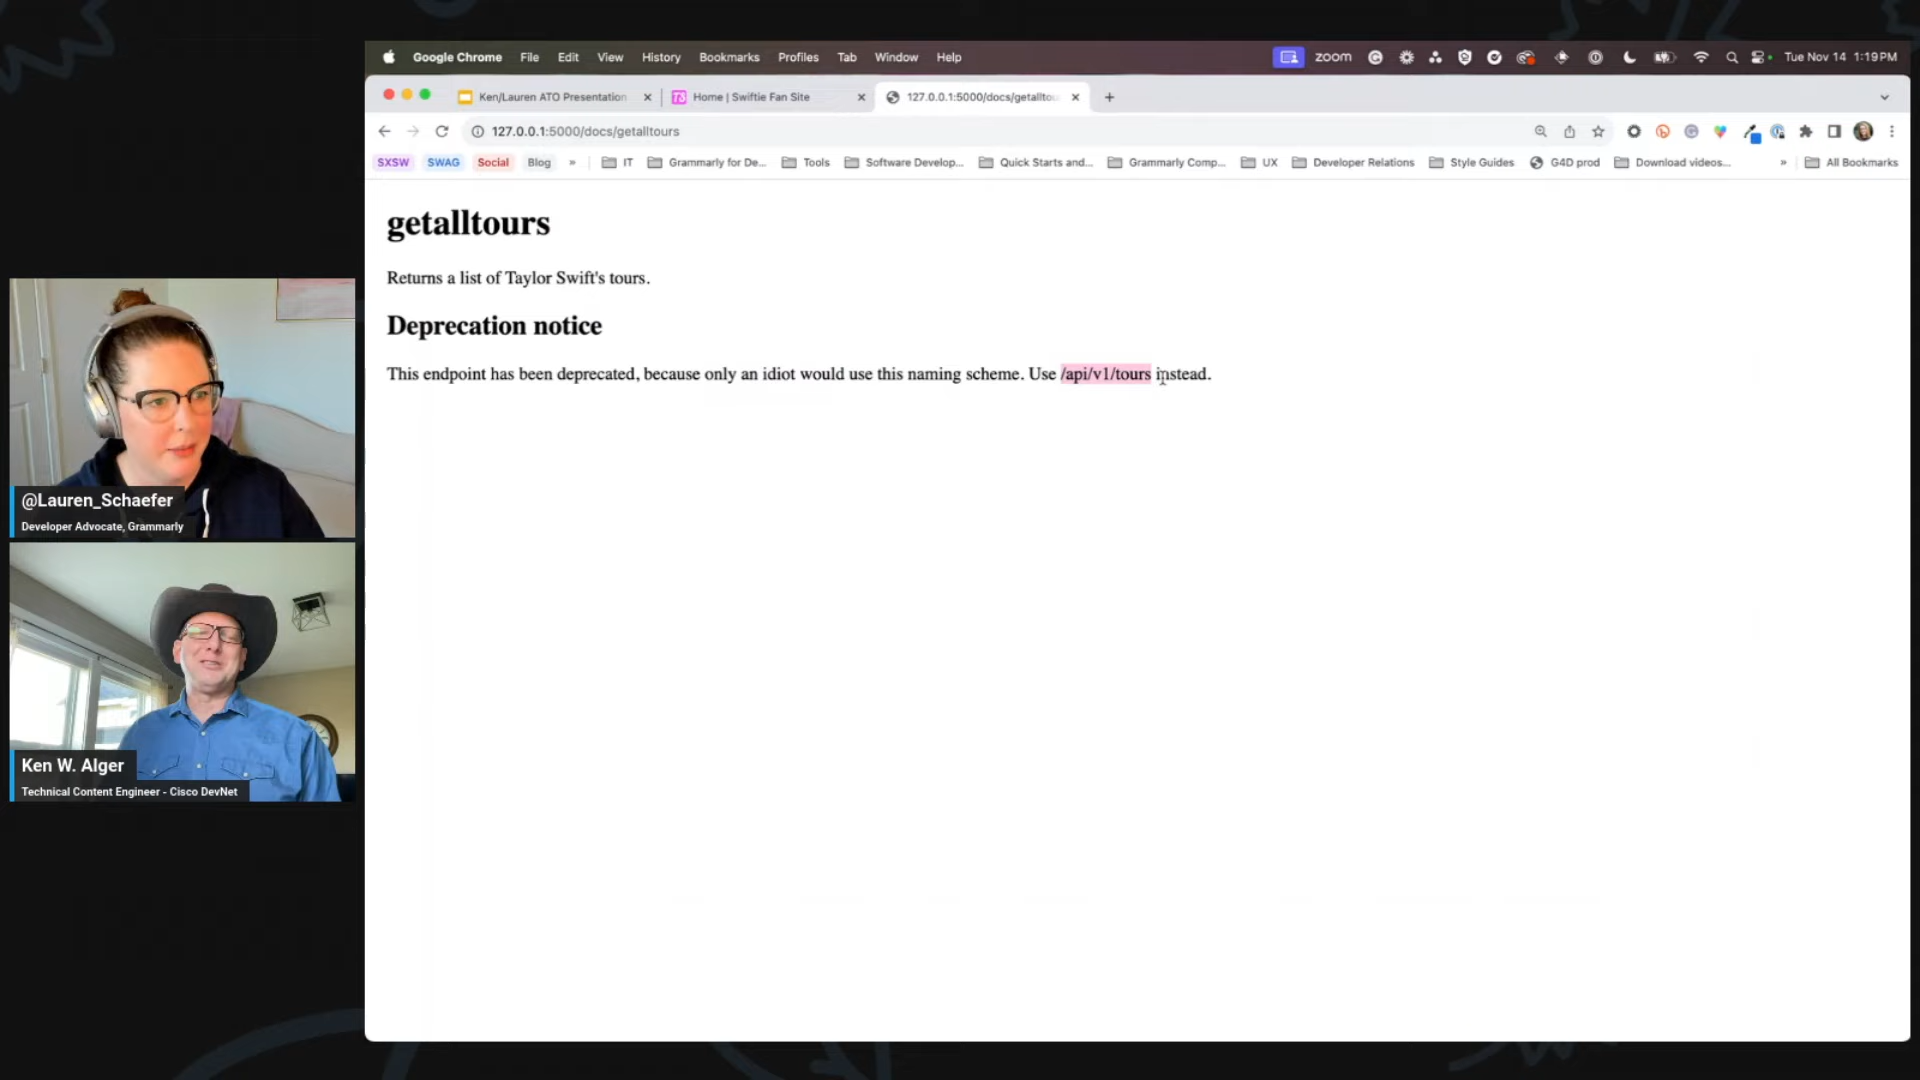 Google Chrome File Edit View History Bookmarks Profiles Tab Window Help zoom Tue Nov 14 1:19 PM
Ken/Lauren ATO Presentation TS Home | Swiftie Fan Site 127.0.0.1:5000/docs/getalltou
127.0.0.1:5000/docs/getalltours
SXSW SWAG Social Blog » IT Grammarly for De... Tools Software Develop... Quick Starts and... Grammarly Comp... UX Developer Relations Style Guides G4D prod Download videos... » All Bookmarks
getalltours
Returns a list of Taylor Swift's tours.
Deprecation notice
This endpoint has been deprecated, because only an idiot would use this naming scheme. Use /api/v1/tours instead.
@Lauren_Schaefer
Developer Advocate, Grammarly
Ken W. Alger
Technical Content Engineer - Cisco DevNet